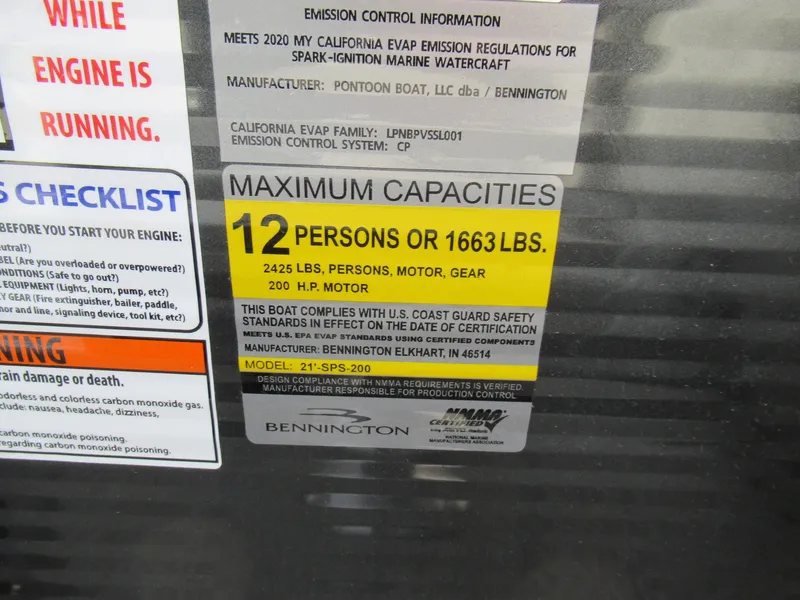 WHILE
ENGINE IS
RUNNING.
S CHECKLIST
BEFORE YOU START YOUR ENGINE:
utral?)
BEL (Are you overloaded or overpowered?)
NDITIONS (Safe to go out?)
EQUIPMENT (Lights, horn, pump, etc?)
Y GEAR (Fire extinguisher, bailer, paddle,
hor and line, signaling device, tool kit, etc?)
NING
rain damage or death.
odorless and colorless carbon monoxide gas.
clude: nausea, headache, dizziness,
carbon monoxide poisoning.
regarding carbon monoxide poisoning.
EMISSION CONTROL INFORMATION
MEETS 2020 MY CALIFORNIA EVAP EMISSION REGULATIONS FOR
SPARK-IGNITION MARINE WATERCRAFT
MANUFACTURER: PONTOON BOAT, LLC dba / BENNINGTON
CALIFORNIA EVAP FAMILY: LPNBPVSSL001
EMISSION CONTROL SYSTEM: CP
MAXIMUM CAPACITIES
12 PERSONS OR 1663 LBS.
2425 LBS, PERSONS, MOTOR, GEAR
200 H.P. MOTOR
THIS BOAT COMPLIES WITH U.S. COAST GUARD SAFETY
STANDARDS IN EFFECT ON THE DATE OF CERTIFICATION
MEETS U.S. EPA EVAP STANDARDS USING CERTIFIED COMPONENTS
MANUFACTURER: BENNINGTON ELKHART, IN 46514
MODEL: 21'-SPS-200
DESIGN COMPLIANCE WITH NMMA REQUIREMENTS IS VERIFIED.
MANUFACTURER RESPONSIBLE FOR PRODUCTION CONTROL
BENNINGTON
NMMA
CERTIFIED
NATIONAL MARINE
MANUFACTURERS ASSOCIATION